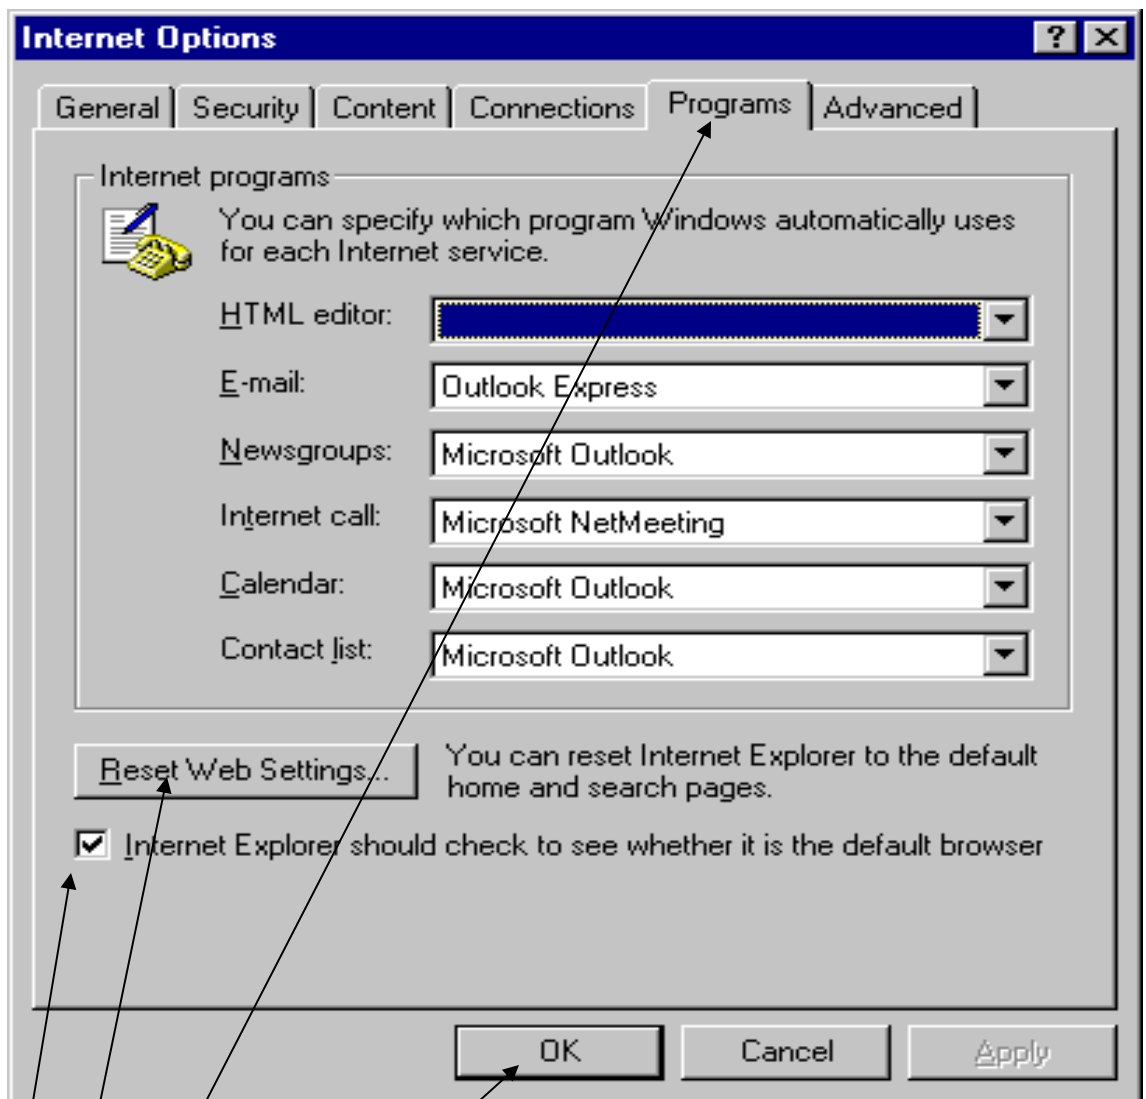 Internet Options
General Security Content Connections Programs Advanced
Internet programs
You can specify which program Windows automatically uses
for each Internet service.
HTML editor:
E-mail: Outlook Express
Newsgroups: Microsoft Outlook
Internet call: Microsoft NetMeeting
Calendar: Microsoft Outlook
Contact list: Microsoft Outlook
Reset Web Settings...
You can reset Internet Explorer to the default
home and search pages.
Internet Explorer should check to see whether it is the default browser
OK Cancel Apply